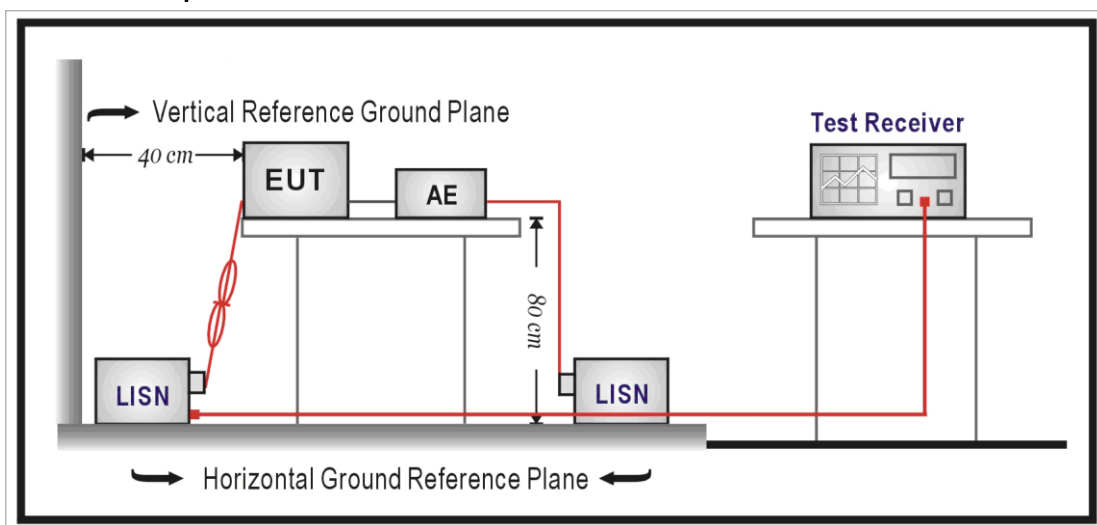 Vertical Reference Ground Plane
Test Receiver
40 cm
EUT
AE
80 cm
LISN
LISN
Horizontal Ground Reference Plane